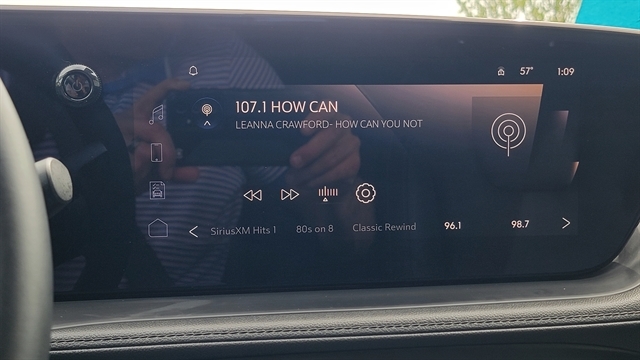 57° 1:09
107.1 HOW CAN
LEANNA CRAWFORD- HOW CAN YOU NOT
SiriusXM Hits 1 80s on 8 Classic Rewind 96.1 98.7